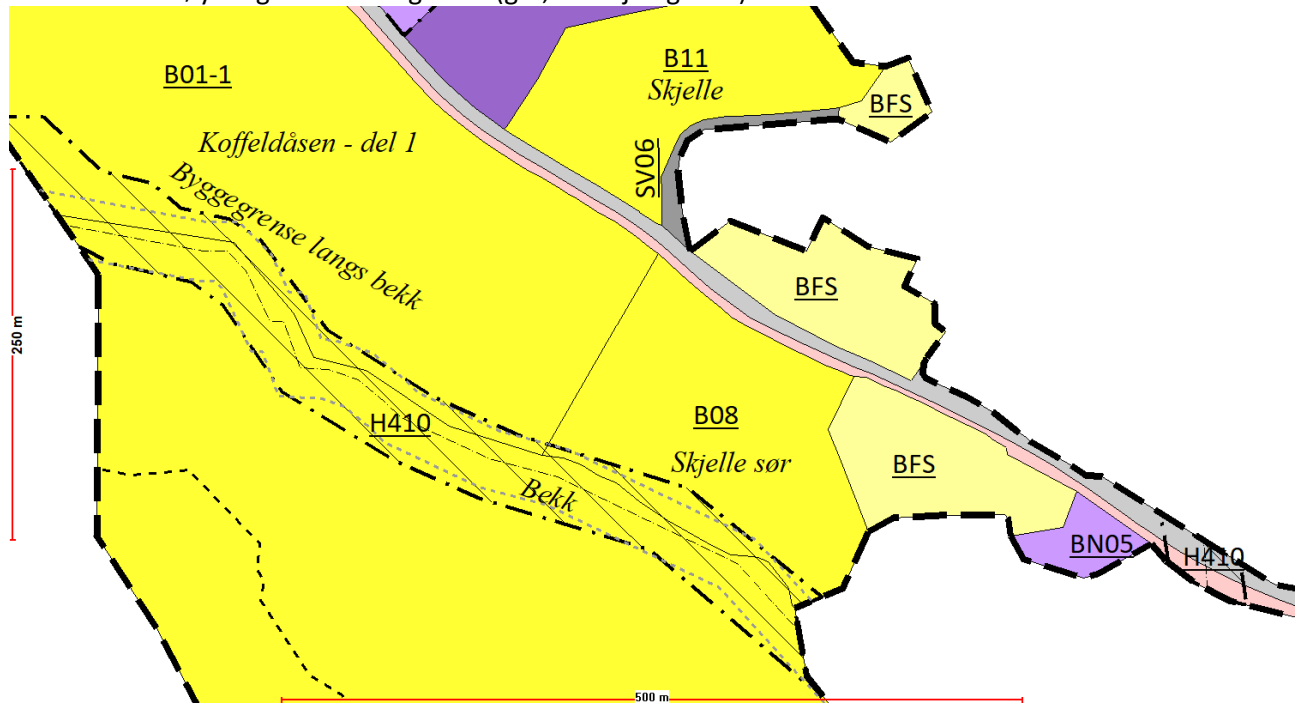 B01-1
Koffeldåsen - del 1
B11
Skjelle
BFS
SV06
Byggegrense langs bekk
250 m
BFS
H410
B08
Skjelle sør
Bekk
BFS
BN05
H410
500 m